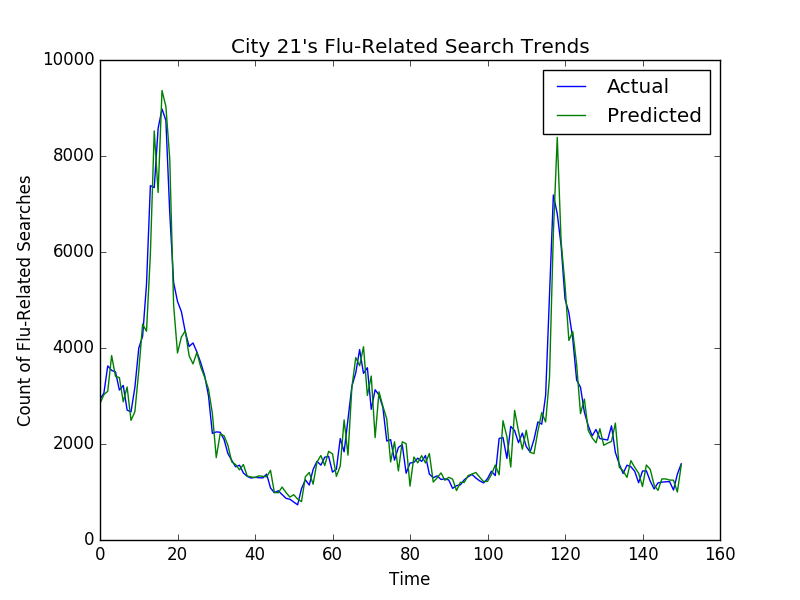 City 21's Flu-Related Search Trends
Actual
Predicted
Count of Flu-Related Searches
10000
8000
6000
4000
2000
0
0 20 40 60 80 100 120 140 160
Time